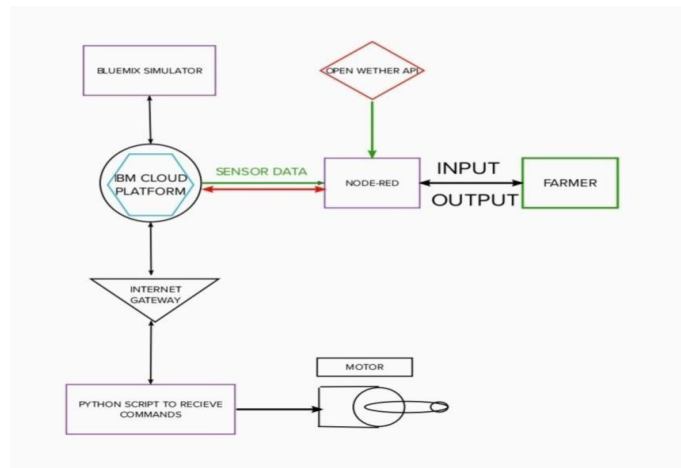 BLUEMIX SIMULATOR
OPEN WETHER API
IBM CLOUD
PLATFORM
SENSOR DATA
NODE-RED
INPUT
OUTPUT
FARMER
INTERNET
GATEWAY
MOTOR
PYTHON SCRIPT TO RECIEVE
COMMANDS